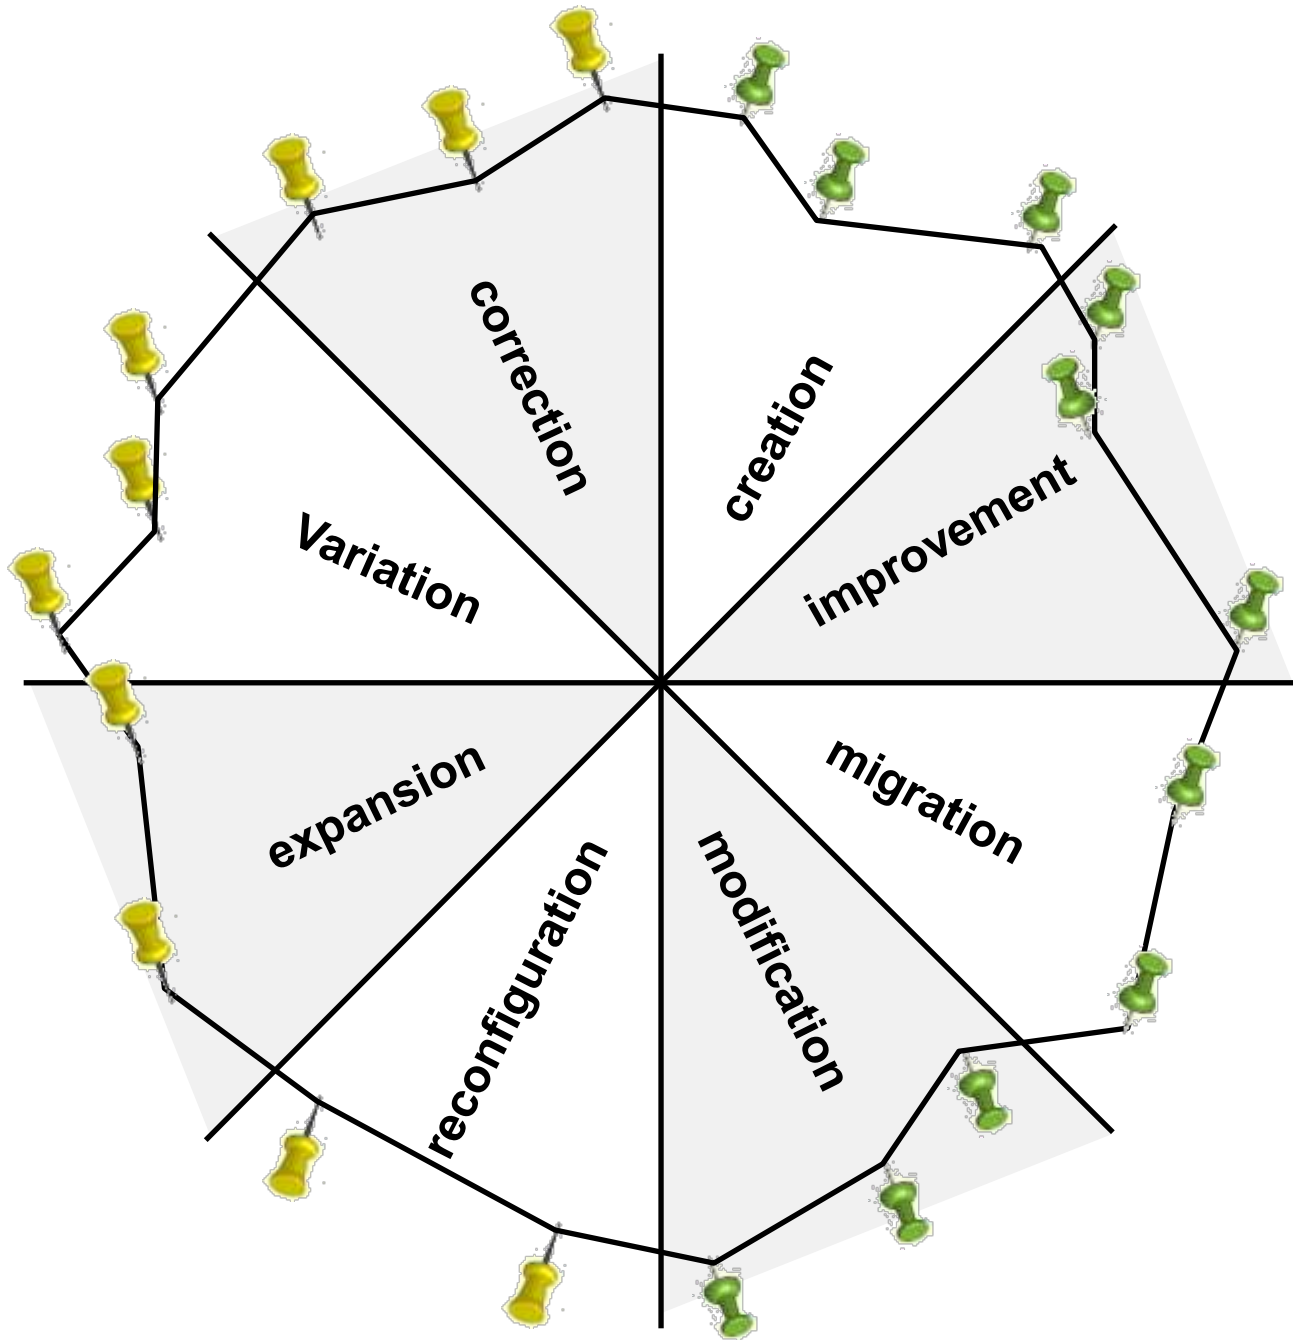 correction
creation
improvement
Variation
migration
expansion
modification
reconfiguration